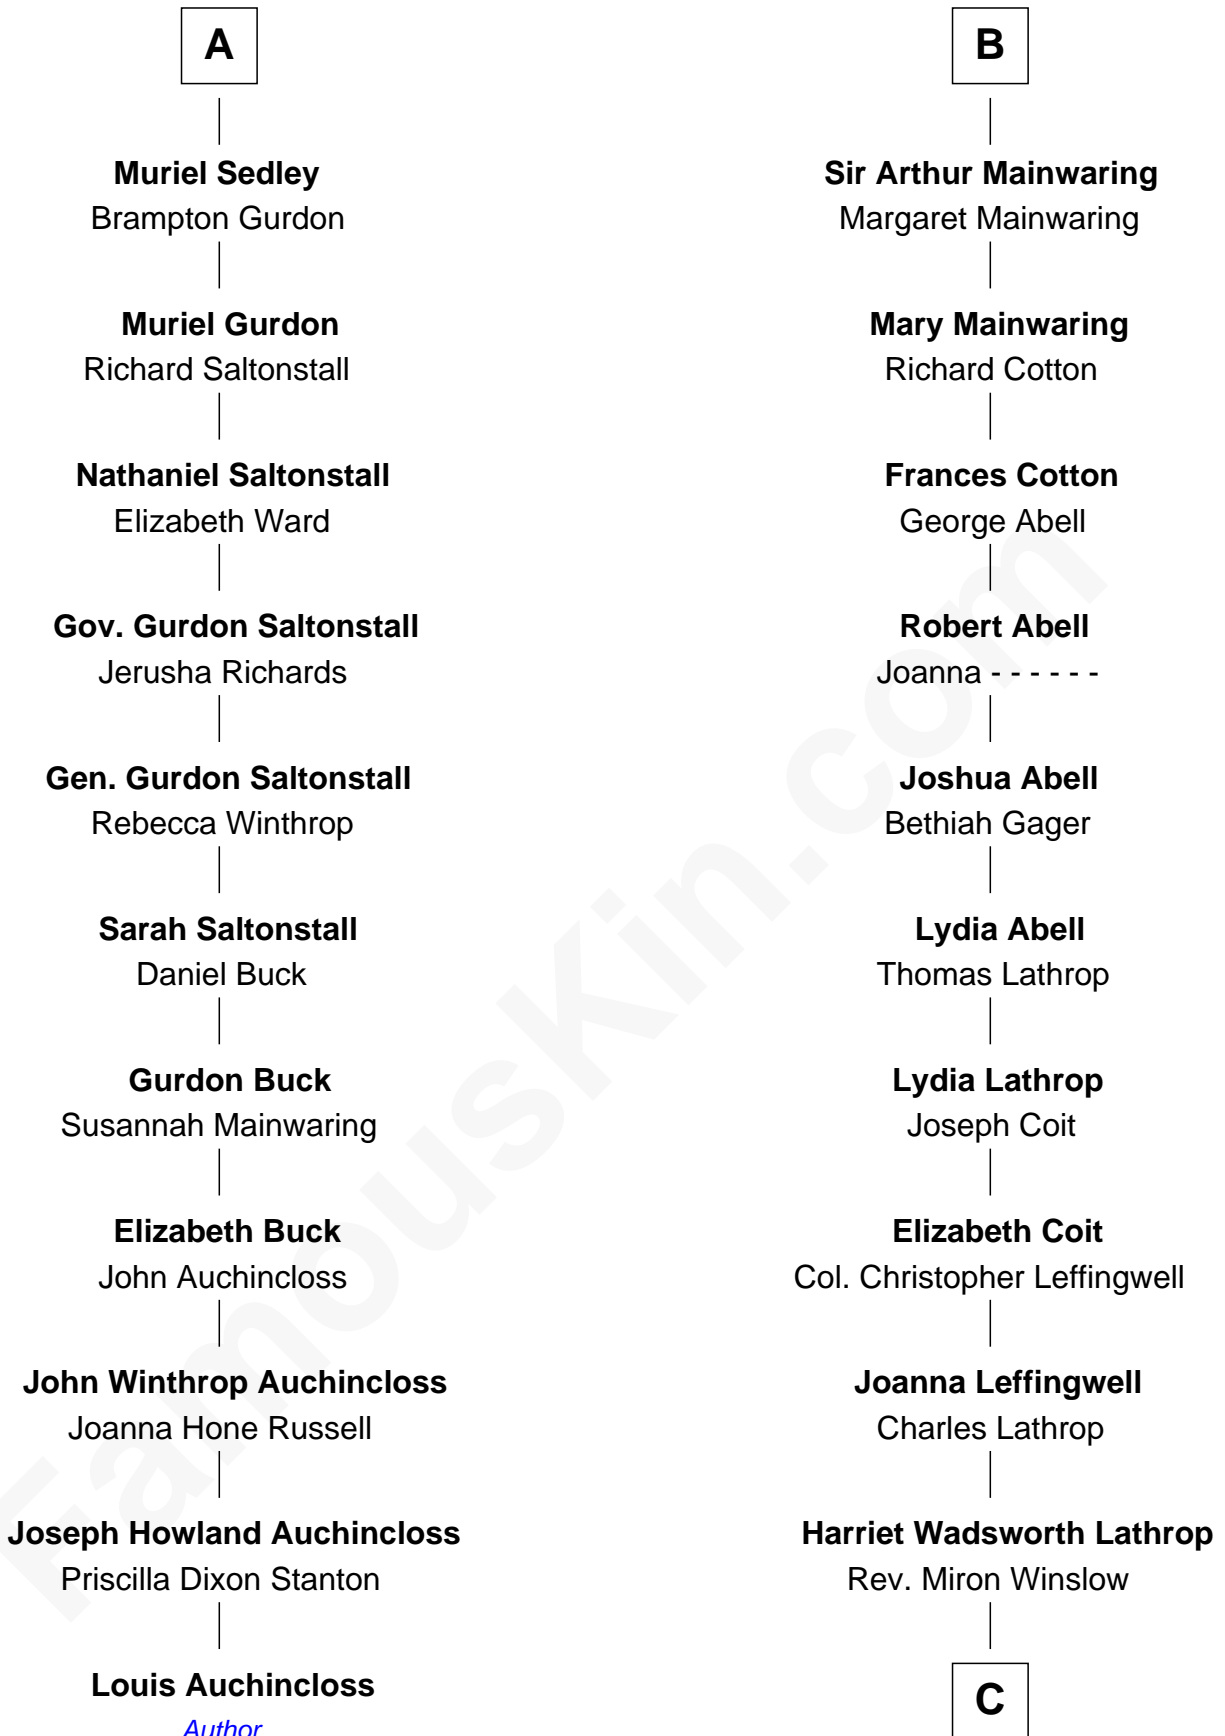 A
Muriel Sedley
Brampton Gurdon
Muriel Gurdon
Richard Saltonstall
Nathaniel Saltonstall
Elizabeth Ward
Gov. Gurdon Saltonstall
Jerusha Richards
Gen. Gurdon Saltonstall
Rebecca Winthrop
Sarah Saltonstall
Daniel Buck
Gurdon Buck
Susannah Mainwaring
Elizabeth Buck
John Auchincloss
John Winthrop Auchincloss
Joanna Hone Russell
Joseph Howland Auchincloss
Priscilla Dixon Stanton
Louis Auchincloss
Author
B
Sir Arthur Mainwaring
Margaret Mainwaring
Mary Mainwaring
Richard Cotton
Frances Cotton
George Abell
Robert Abell
Joanna - - - - - -
Joshua Abell
Bethiah Gager
Lydia Abell
Thomas Lathrop
Lydia Lathrop
Joseph Coit
Elizabeth Coit
Col. Christopher Leffingwell
Joanna Leffingwell
Charles Lathrop
Harriet Wadsworth Lathrop
Rev. Miron Winslow
C
FamousKin.com